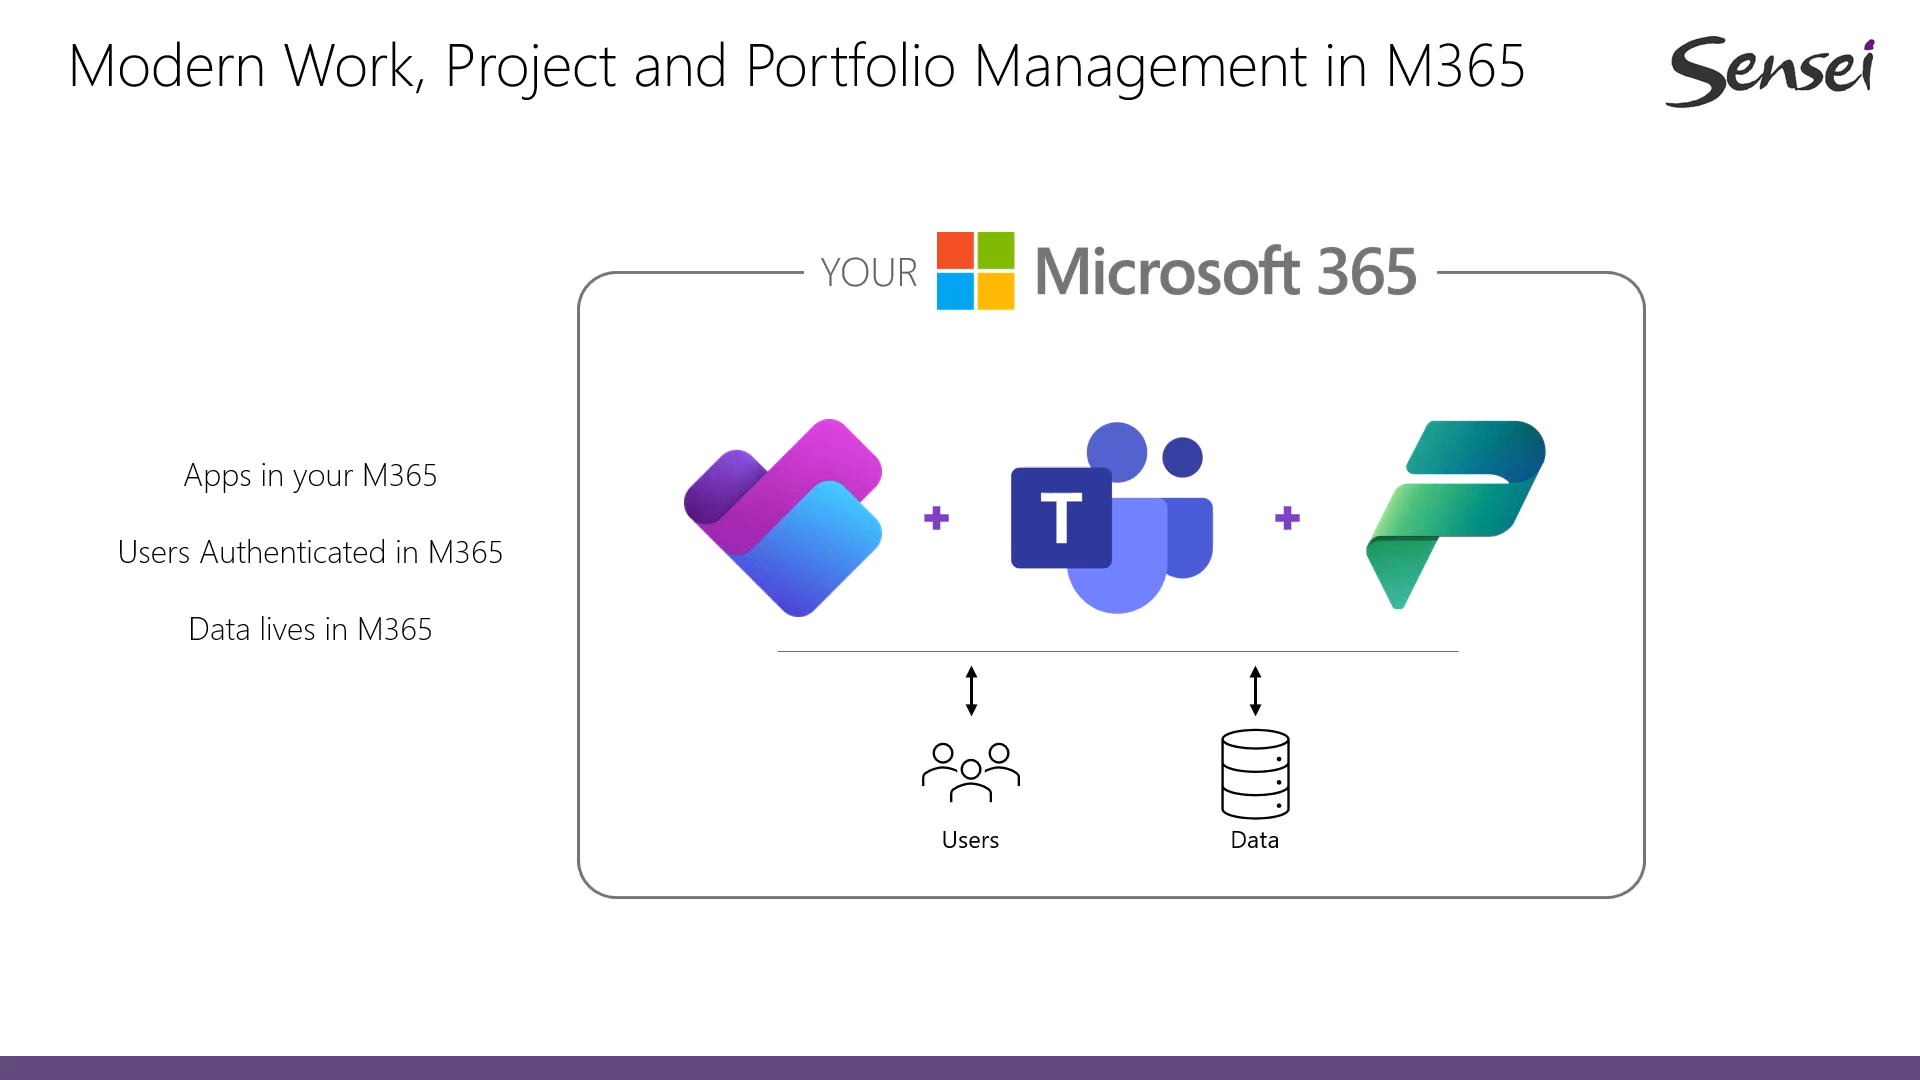 Modern Work, Project and Portfolio Management in M365
Sensei
YOUR Microsoft 365
Apps in your M365
Users Authenticated in M365
Data lives in M365
T
Users
Data